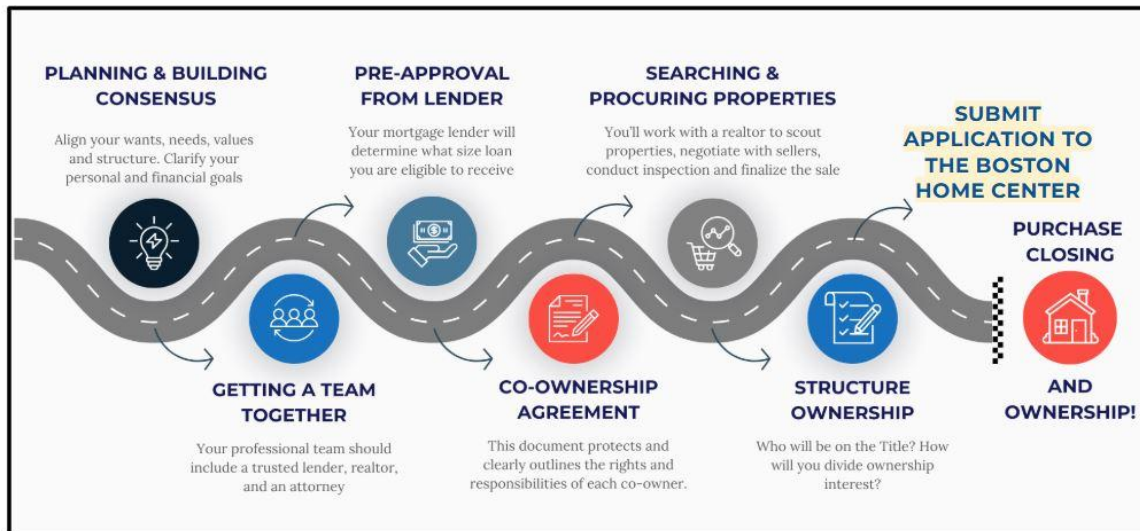 PLANNING & BUILDING
CONSENSUS
Align your wants, needs, values
and structure. Clarify your
personal and financial goals
GETTING A TEAM
TOGETHER
Your professional team should
include a trusted lender, realtor,
and an attorney
PRE-APPROVAL
FROM LENDER
Your mortgage lender will
determine what size loan
you are eligible to receive
CO-OWNERSHIP
AGREEMENT
This document protects and
clearly outlines the rights and
responsibilities of each co-owner.
SEARCHING &
PROCURING PROPERTIES
You'll work with a realtor to scout
properties, negotiate with sellers,
conduct inspection and finalize the sale
STRUCTURE
OWNERSHIP
Who will be on the Title? How
will you divide ownership
interest?
SUBMIT
APPLICATION TO
THE BOSTON
HOME CENTER
PURCHASE
CLOSING
AND
OWNERSHIP!